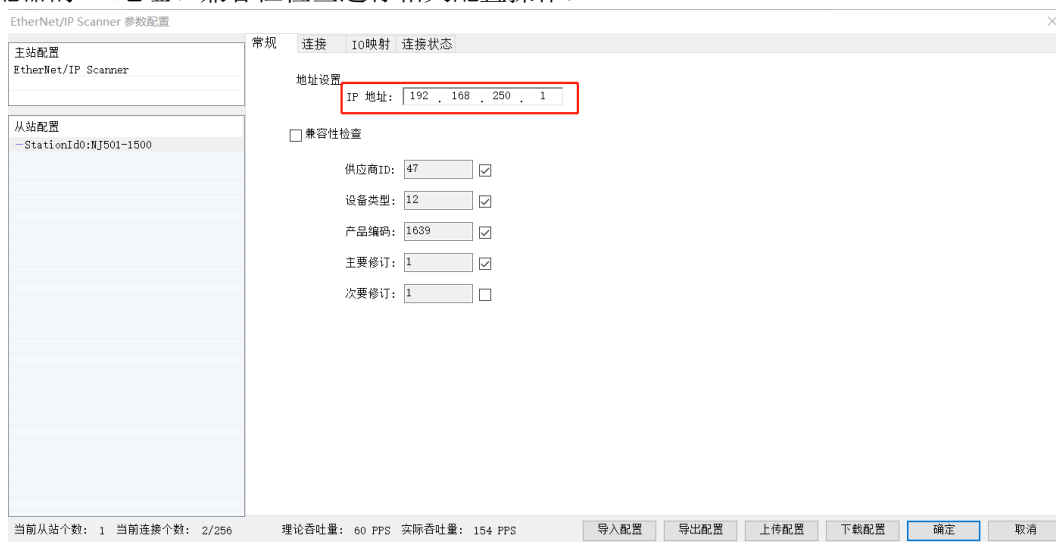 EtherNet/IP Scanner 参数配置
主站配置
EtherNet/IP Scanner
从站配置
StationId0:NJ501-1500
常规 连接 IO映射 连接状态
地址设置
IP 地址: 192 . 168 . 250 . 1
兼容性检查
供应商ID: 47
设备类型: 12
产品编码: 1639
主要修订: 1
次要修订: 1
当前从站个数: 1 当前连接个数: 2/256 理论吞吐量: 60 PPS 实际吞吐量: 154 PPS 导入配置 导出配置 上传配置 下载配置 确定 取消